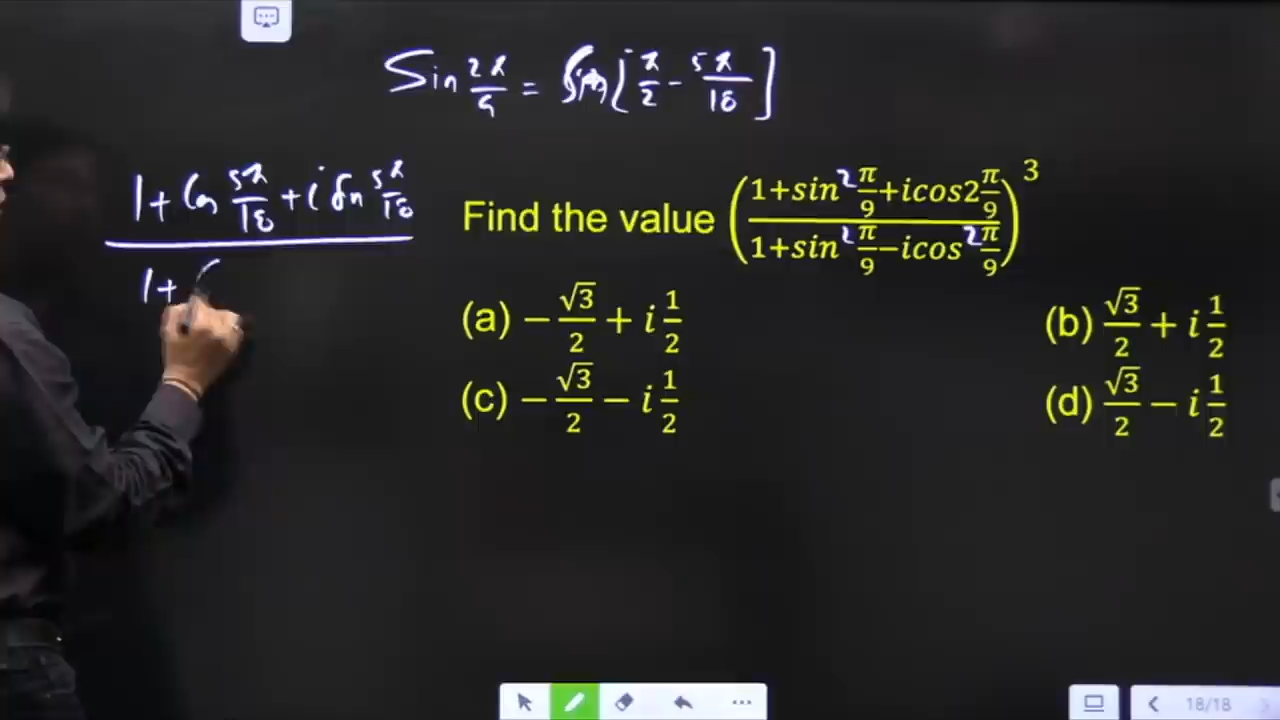 Sin 2π/9 = Sin[π/2 - 5π/18]
1 + Cos 5π/18 + i Sin 5π/18
1 +
Find the value ((1+sin2π/9+icos2π/9)/(1+sin2π/9−icos2π/9))^3
(a) −√3/2 + i 1/2
(b) √3/2 + i 1/2
(c) −√3/2 − i 1/2
(d) √3/2 − i 1/2
18/18